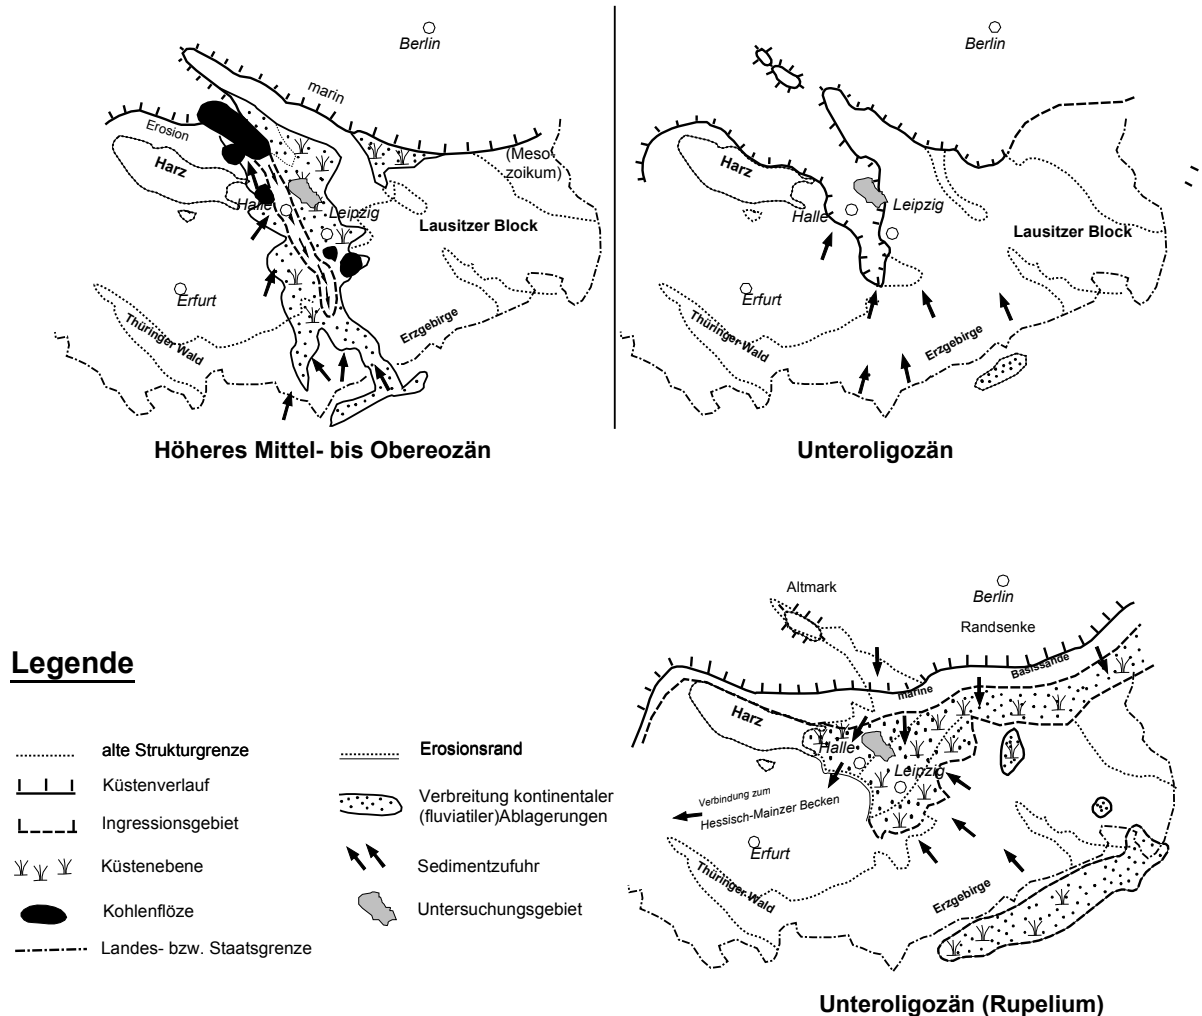 Berlin
marin
Erosion
Harz
(Meso-
zoikum)
Halle
Leipzig
Lausitzer Block
Erfurt
Thüringer Wald
Erzgebirge
Höheres Mittel- bis Obereozän
Berlin
Harz
Halle
Leipzig
Lausitzer Block
Erfurt
Thüringer Wald
Erzgebirge
Unteroligozän
Altmark
Berlin
Randsenke
Basissande
marine
Harz
Halle
Leipzig
Verbindung zum
Hessisch-Mainzer Becken
Erfurt
Thüringer Wald
Erzgebirge
Unteroligozän (Rupelium)
Legende
alte Strukturgrenze
Küstenverlauf
Ingressionsgebiet
Küstenebene
Kohlenflöze
Landes- bzw. Staatsgrenze
Erosionsrand
Verbreitung kontinentaler
(fluviatiler)Ablagerungen
Sedimentzufuhr
Untersuchungsgebiet